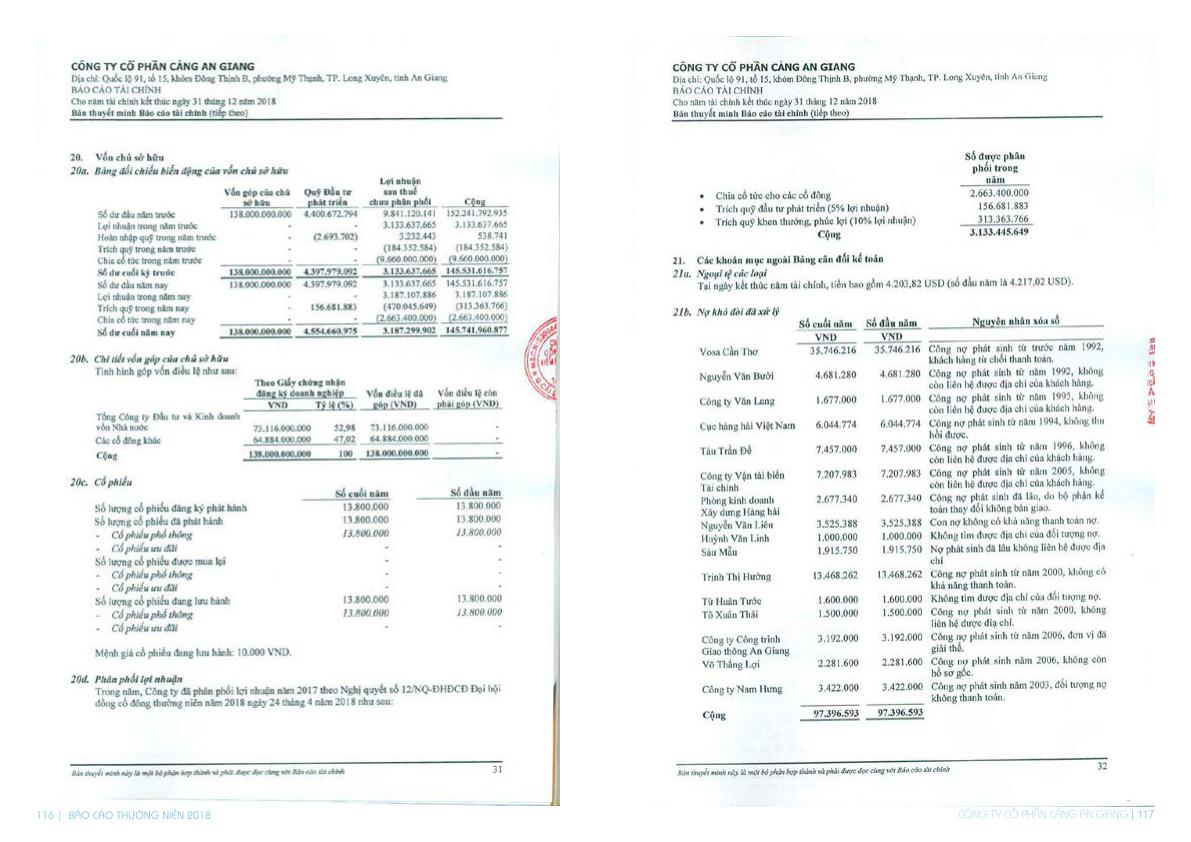 CÔNG TY CỔ PHẦN CẢNG AN GIANG
Địa chỉ: Quốc lộ 91, tổ 15, khóm Đông Thịnh B, phường Mỹ Thạnh, TP. Long Xuyên, tỉnh An Giang
BÁO CÁO TÀI CHÍNH
Cho năm tài chính kết thúc ngày 31 tháng 12 năm 2018
Bản thuyết minh Báo cáo tài chính (tiếp theo)
20. Vốn chủ sở hữu
20a. Bảng đối chiếu biến động của vốn chủ sở hữu
Vốn góp của chủ sở hữu Quỹ Đầu tư phát triển Lợi nhuận sau thuế chưa phân phối Cộng
Số dư đầu năm trước 138.000.000.000 4.400.672.794 9.841.120.141 152.241.792.935
Lợi nhuận trong năm trước - - 3.133.637.665 3.133.637.665
Hoàn nhập quỹ trong năm trước - (2.693.702) 3.232.443 538.741
Trích quỹ trong năm trước - - (184.352.584) (184.352.584)
Chia cổ tức trong năm trước - - (9.660.000.000) (9.660.000.000)
Số dư cuối kỳ trước 138.000.000.000 4.397.979.092 3.133.637.665 145.531.616.757
Số dư đầu năm nay 138.000.000.000 4.397.979.092 3.133.637.665 145.531.616.757
Lợi nhuận trong năm nay - - 3.187.107.886 3.187.107.886
Trích quỹ trong năm nay - 156.681.883 (470.045.649) (313.363.766)
Chia cổ tức trong năm nay - - (2.663.400.000) (2.663.400.000)
Số dư cuối năm nay 138.000.000.000 4.554.660.975 3.187.299.902 145.741.960.877
20b. Chi tiết vốn góp của chủ sở hữu
Tình hình góp vốn điều lệ như sau:
Theo Giấy chứng nhận đăng ký doanh nghiệp Vốn điều lệ đã góp (VND) Vốn điều lệ còn phải góp (VND)
VND Tỷ lệ (%)
Tổng Công ty Đầu tư và Kinh doanh
vốn Nhà nước 73.116.000.000 52,98 73.116.000.000 -
Các cổ đông khác 64.884.000.000 47,02 64.884.000.000 -
Cộng 138.000.000.000 100 138.000.000.000 -
20c. Cổ phiếu
Số cuối năm Số đầu năm
Số lượng cổ phiếu đăng ký phát hành 13.800.000 13.800.000
Số lượng cổ phiếu đã phát hành 13.800.000 13.800.000
- Cổ phiếu phổ thông 13.800.000 13.800.000
- Cổ phiếu ưu đãi - -
Số lượng cổ phiếu được mua lại - -
- Cổ phiếu phổ thông - -
- Cổ phiếu ưu đãi - -
Số lượng cổ phiếu đang lưu hành 13.800.000 13.800.000
- Cổ phiếu phổ thông 13.800.000 13.800.000
- Cổ phiếu ưu đãi - -
Mệnh giá cổ phiếu đang lưu hành: 10.000 VND.
20d. Phân phối lợi nhuận
Trong năm, Công ty đã phân phối lợi nhuận năm 2017 theo Nghị quyết số 12/NQ-ĐHĐCĐ Đại hội
đồng cổ đông thường niên năm 2018 ngày 24 tháng 4 năm 2018 như sau:
Bản thuyết minh này là một bộ phận hợp thành và phải được đọc cùng với Báo cáo tài chính 31
116 | BÁO CÁO THƯỜNG NIÊN 2018
CÔNG TY CỔ PHẦN CẢNG AN GIANG
Địa chỉ: Quốc lộ 91, tổ 15, khóm Đông Thịnh B, phường Mỹ Thạnh, TP. Long Xuyên, tỉnh An Giang
BÁO CÁO TÀI CHÍNH
Cho năm tài chính kết thúc ngày 31 tháng 12 năm 2018
Bản thuyết minh Báo cáo tài chính (tiếp theo)
Số được phân
phối trong
năm
• Chia cổ tức cho các cổ đông 2.663.400.000
• Trích quỹ đầu tư phát triển (5% lợi nhuận) 156.681.883
• Trích quỹ khen thưởng, phúc lợi (10% lợi nhuận) 313.363.766
Cộng 3.133.445.649
21. Các khoản mục ngoài Bảng cân đối kế toán
21a. Ngoại tệ các loại
Tại ngày kết thúc năm tài chính, tiền bao gồm 4.203,82 USD (số đầu năm là 4.217,02 USD).
21b. Nợ khó đòi đã xử lý
Số cuối năm Số đầu năm Nguyên nhân xóa sổ
VND VND
Vosa Cần Thơ 35.746.216 35.746.216 Công nợ phát sinh từ trước năm 1992,
khách hàng từ chối thanh toán.
Nguyễn Văn Bưởi 4.681.280 4.681.280 Công nợ phát sinh từ năm 1992, không
còn liên hệ được địa chỉ của khách hàng.
Công ty Văn Lang 1.677.000 1.677.000 Công nợ phát sinh từ năm 1995, không
còn liên hệ được địa chỉ của khách hàng.
Cục hàng hải Việt Nam 6.044.774 6.044.774 Công nợ phát sinh từ năm 1994, không thu
hồi được.
Tàu Trần Đề 7.457.000 7.457.000 Công nợ phát sinh từ năm 1996, không
còn liên hệ được địa chỉ của khách hàng.
Công ty Vận tải biển 7.207.983 7.207.983 Công nợ phát sinh từ năm 2005, không
Tài chính còn liên hệ được địa chỉ của khách hàng.
Phòng kinh doanh 2.677.340 2.677.340 Công nợ phát sinh đã lâu, do bộ phận kế
Xây dựng Hàng hải toán thay đổi không bàn giao.
Nguyễn Văn Liêu 3.525.388 3.525.388 Con nợ không có khả năng thanh toán nợ.
Huỳnh Văn Linh 1.000.000 1.000.000 Không tìm được địa chỉ của đối tượng nợ.
Sáu Mẫu 1.915.750 1.915.750 Nợ phát sinh đã lâu không liên hệ được địa
chỉ
Trịnh Thị Hường 13.468.262 13.468.262 Công nợ phát sinh từ năm 2000, không có
khả năng thanh toán.
Từ Huấn Tước 1.600.000 1.600.000 Không tìm được địa chỉ của đối tượng nợ.
Tô Xuân Thái 1.500.000 1.500.000 Công nợ phát sinh từ năm 2000, không
liên hệ được địa chỉ.
Công ty Công trình 3.192.000 3.192.000 Công nợ phát sinh từ năm 2006, đơn vị đã
Giao thông An Giang giải thể.
Võ Thắng Lợi 2.281.600 2.281.600 Công nợ phát sinh năm 2006, không còn
hồ sơ gốc.
Công ty Nam Hưng 3.422.000 3.422.000 Công nợ phát sinh năm 2003, đối tượng nợ
không thanh toán.
Cộng 97.396.593 97.396.593
Bản thuyết minh này là một bộ phận hợp thành và phải được đọc cùng với Báo cáo tài chính 32
CÔNG TY CỔ PHẦN CẢNG AN GIANG | 117